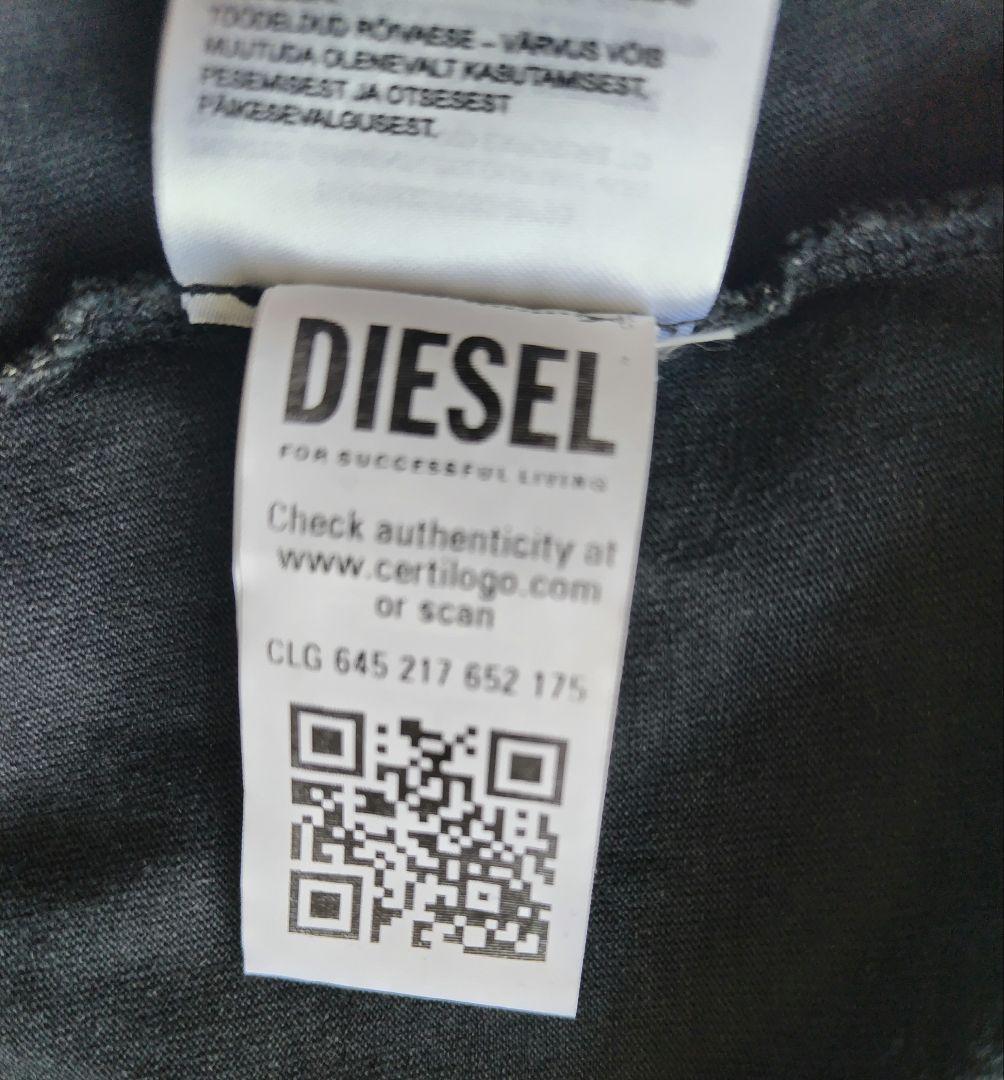 TÖÖDELDUD RÕIVAESE – VÄRVUS VÕIB
MUUTUDA OLENEVALT KASUTAMISEST,
PESEMISEST JA OTSESEST
PÄIKESEVALGUSEST.
DIESEL
FOR SUCCESSFUL LIVING
Check authenticity at
www.certilogo.com
or scan
CLG 645 217 652 175